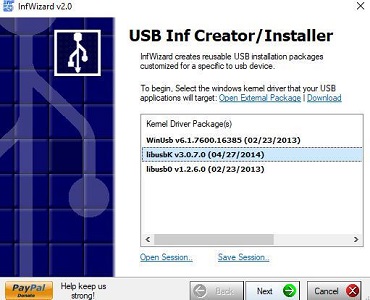 InfWizard v2.0
USB Inf Creator/Installer
InfWizard creates reusable USB installation packages
customized for a specific to usb device.
To begin, Select the windows kernel driver that your USB
applications will target: Open External Package | Download
Kernel Driver Package(s)
WinUsb v6.1.7600.16385 (02/23/2013)
libusbK v3.0.7.0 (04/27/2014)
libusb0 v1.2.6.0 (02/23/2013)
Open Session..
Save Session..
PayPal
Donate
Help keep us
strong!
Back
Next
Cancel